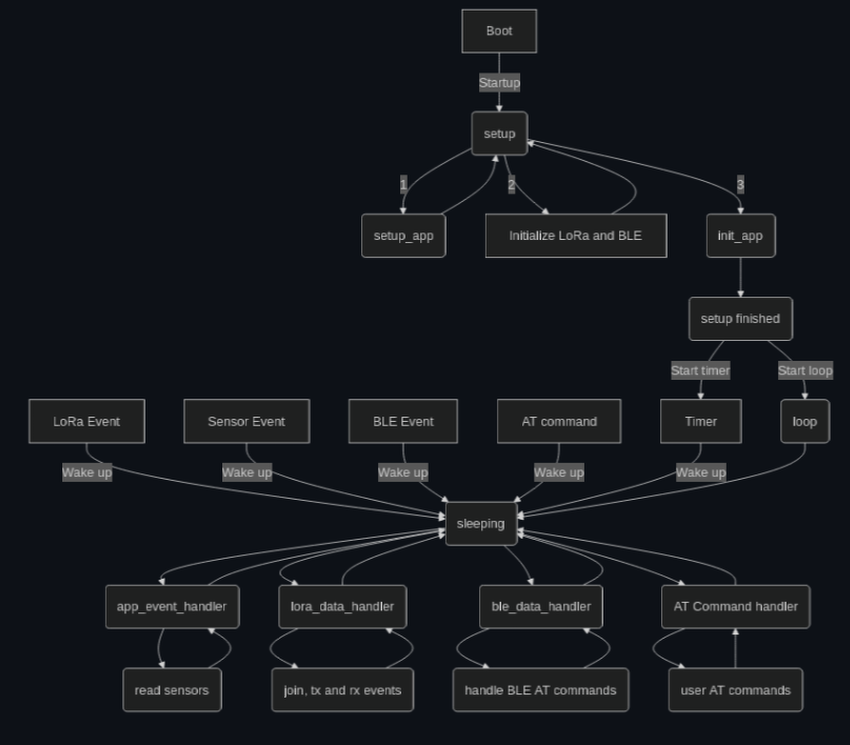 Boot
Startup
setup
1
2
3
setup_app
Initialize LoRa and BLE
init_app
setup finished
Start timer
Start loop
LoRa Event
Sensor Event
BLE Event
AT command
Timer
loop
Wake up
Wake up
Wake up
Wake up
Wake up
sleeping
app_event_handler
lora_data_handler
ble_data_handler
AT Command handler
read sensors
join, tx and rx events
handle BLE AT commands
user AT commands